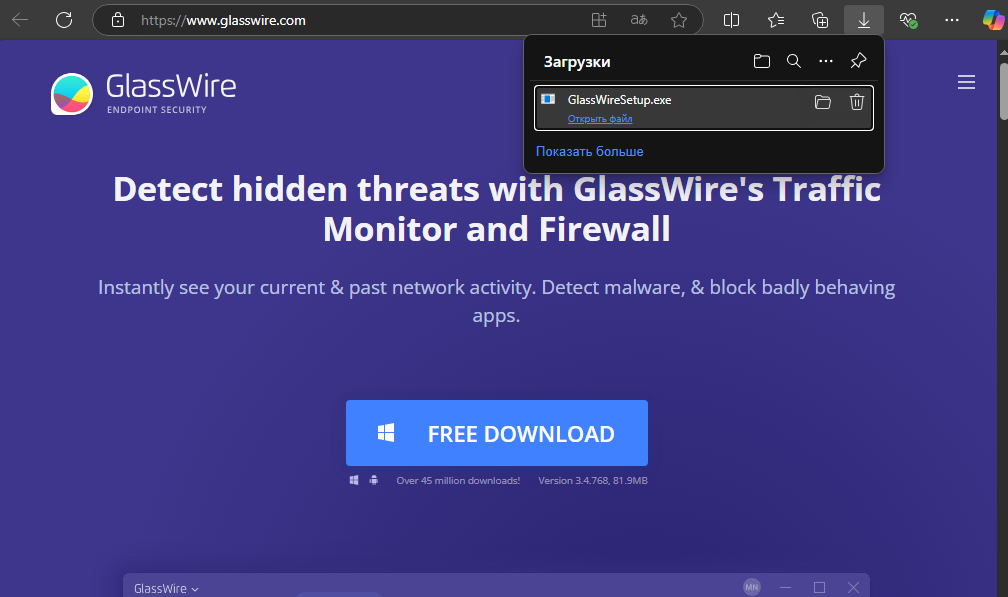 https://www.glasswire.com
Загрузки
GlassWireSetup.exe
Открыть файл
Показать больше
GlassWire
ENDPOINT SECURITY
Detect hidden threats with GlassWire's Traffic
Monitor and Firewall
Instantly see your current & past network activity. Detect malware, & block badly behaving
apps.
FREE DOWNLOAD
Over 45 million downloads! Version 3.4.768, 81.9MB
GlassWire
MN